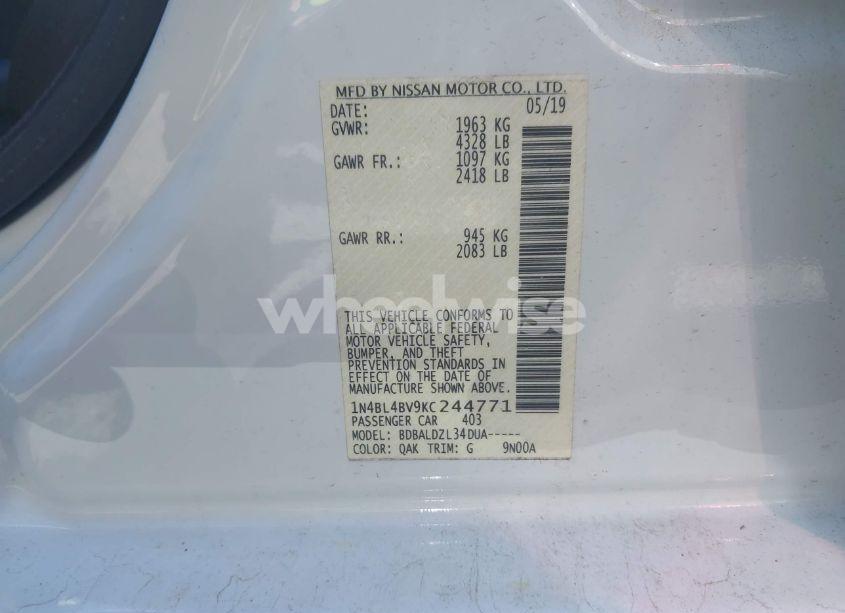 MFD BY NISSAN MOTOR CO., LTD.
DATE: 05/19
GVWR: 1963 KG
4328 LB
GAWR FR.: 1097 KG
2418 LB
GAWR RR.: 945 KG
2083 LB
wheelwise
THIS VEHICLE CONFORMS TO
ALL APPLICABLE FEDERAL
MOTOR VEHICLE SAFETY,
BUMPER, AND THEFT
PREVENTION STANDARDS IN
EFFECT ON THE DATE OF
MANUFACTURE SHOWN ABOVE.
1N4BL4BV9KC244771
PASSENGER CAR 403
MODEL: BDBALDZL34DUA-----
COLOR: QAK TRIM: G 9N00A